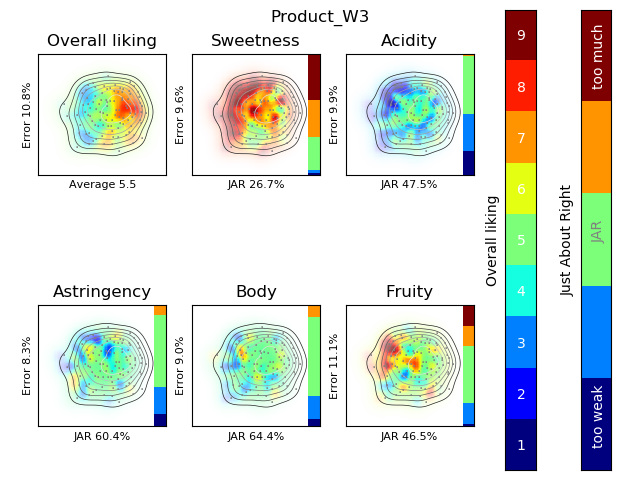 Product_W3
Overall liking
Sweetness
Acidity
Error 10.8%
Error 9.6%
Error 9.9%
Average 5.5
JAR 26.7%
JAR 47.5%
Astringency
Body
Fruity
Error 8.3%
Error 9.0%
Error 11.1%
JAR 60.4%
JAR 64.4%
JAR 46.5%
Overall liking
9
8
7
6
5
4
3
2
1
Just About Right
too much
JAR
too weak